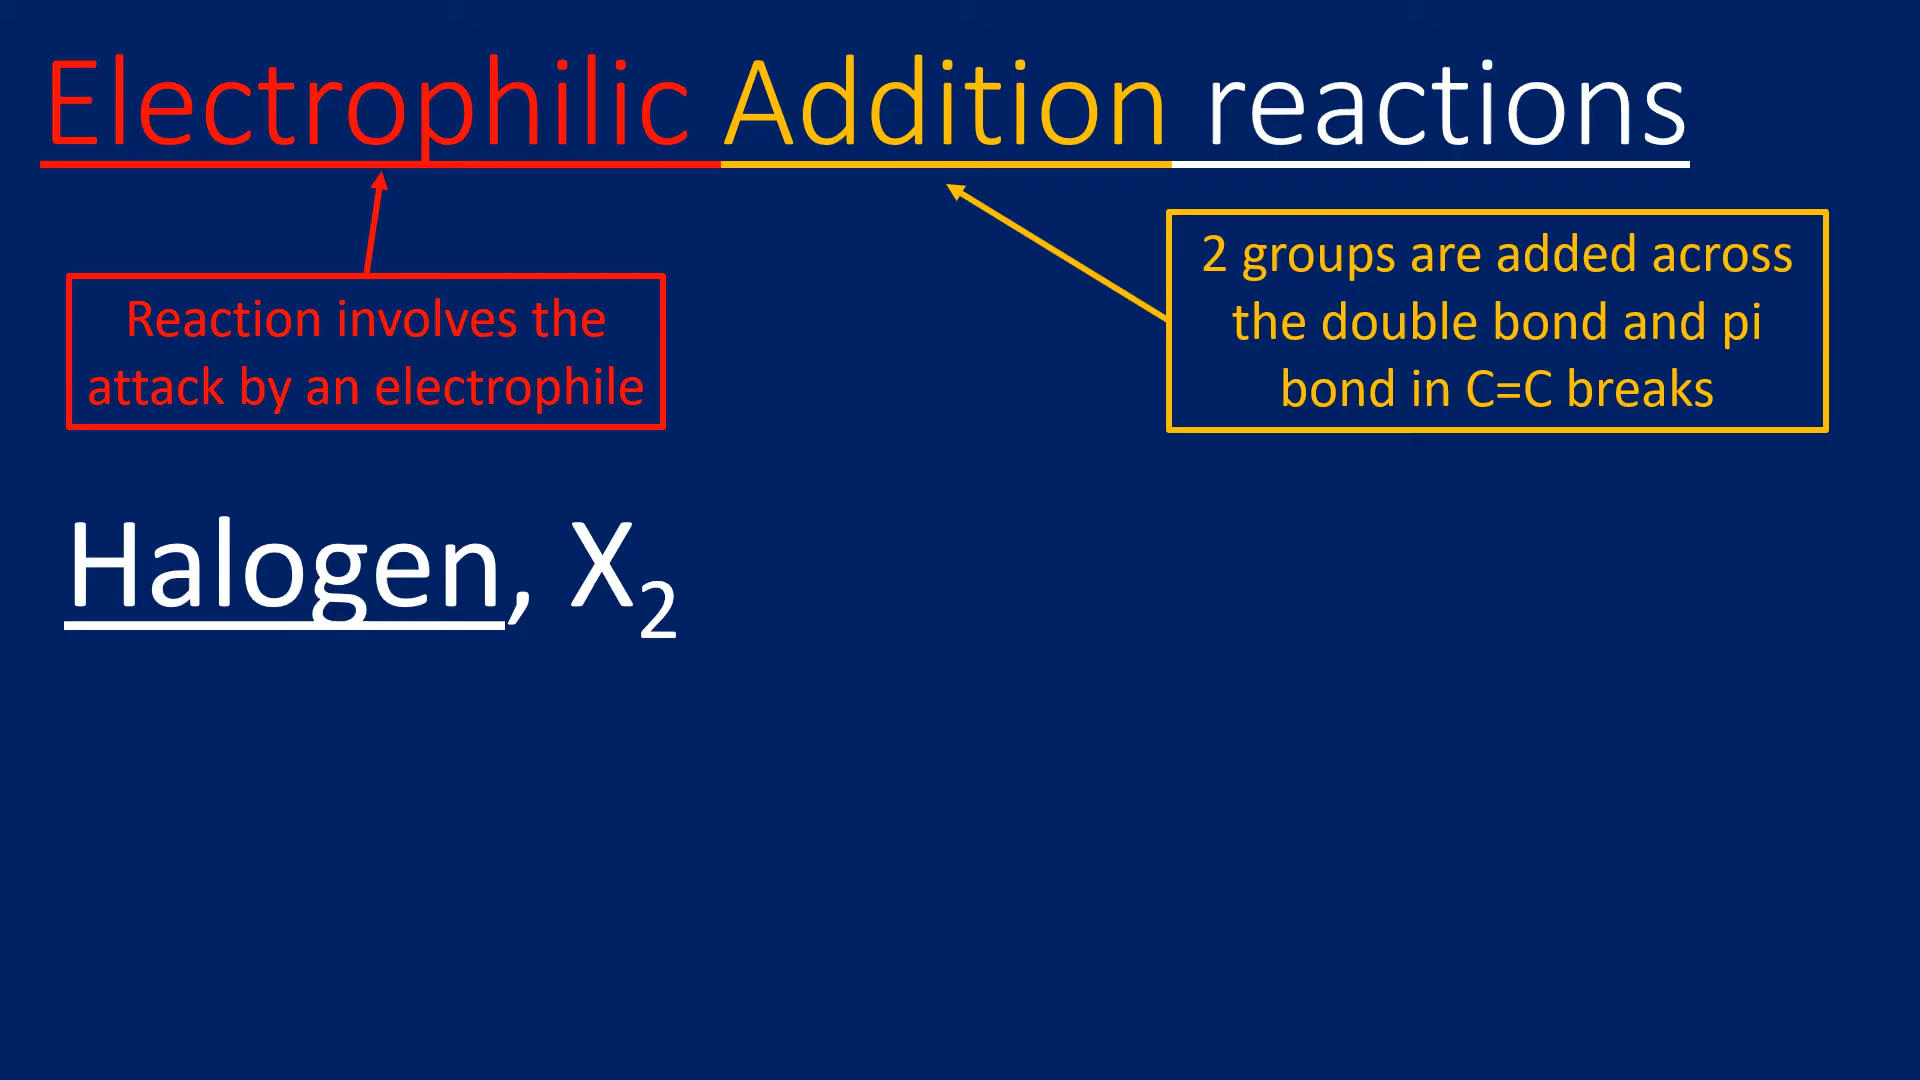 Electrophilic Addition reactions
Reaction involves the
attack by an electrophile
2 groups are added across
the double bond and pi
bond in C=C breaks
Halogen, X₂